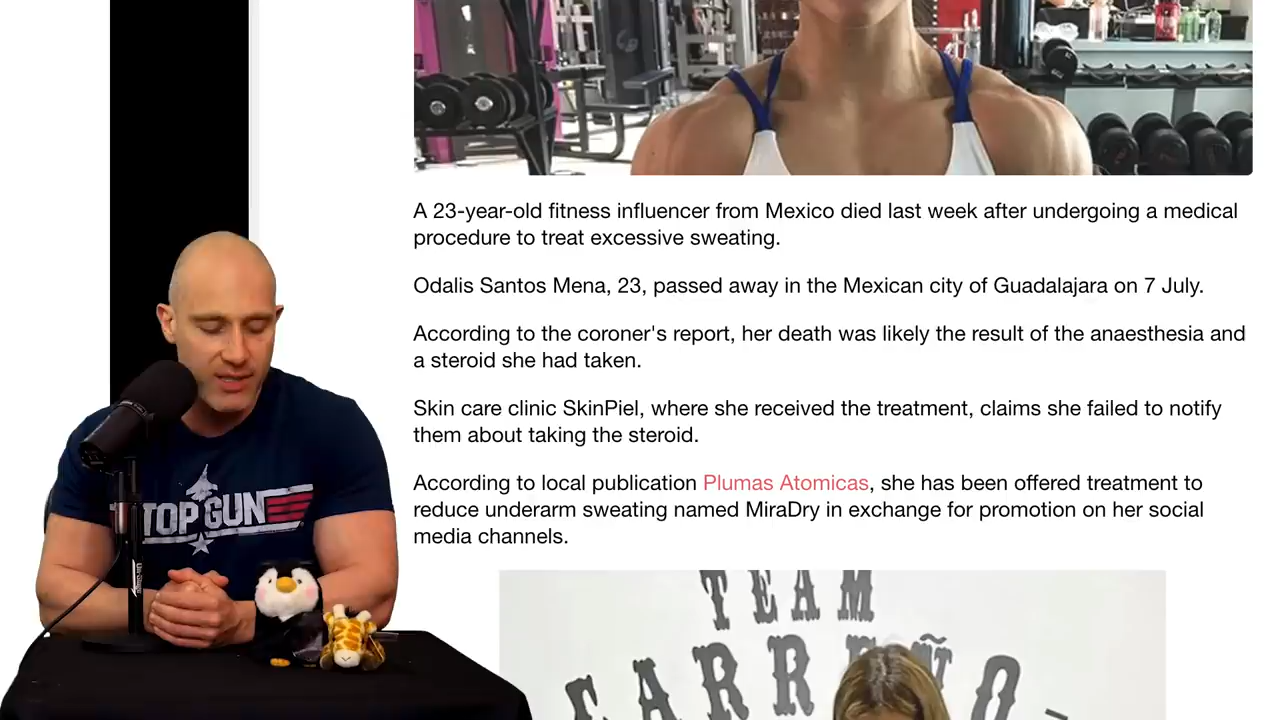 A 23-year-old fitness influencer from Mexico died last week after undergoing a medical
procedure to treat excessive sweating.
Odalis Santos Mena, 23, passed away in the Mexican city of Guadalajara on 7 July.
According to the coroner's report, her death was likely the result of the anaesthesia and
a steroid she had taken.
Skin care clinic SkinPiel, where she received the treatment, claims she failed to notify
them about taking the steroid.
According to local publication Plumas Atomicas, she has been offered treatment to
reduce underarm sweating named MiraDry in exchange for promotion on her social
media channels.
TOP GUN
TEAM
CARREÑO